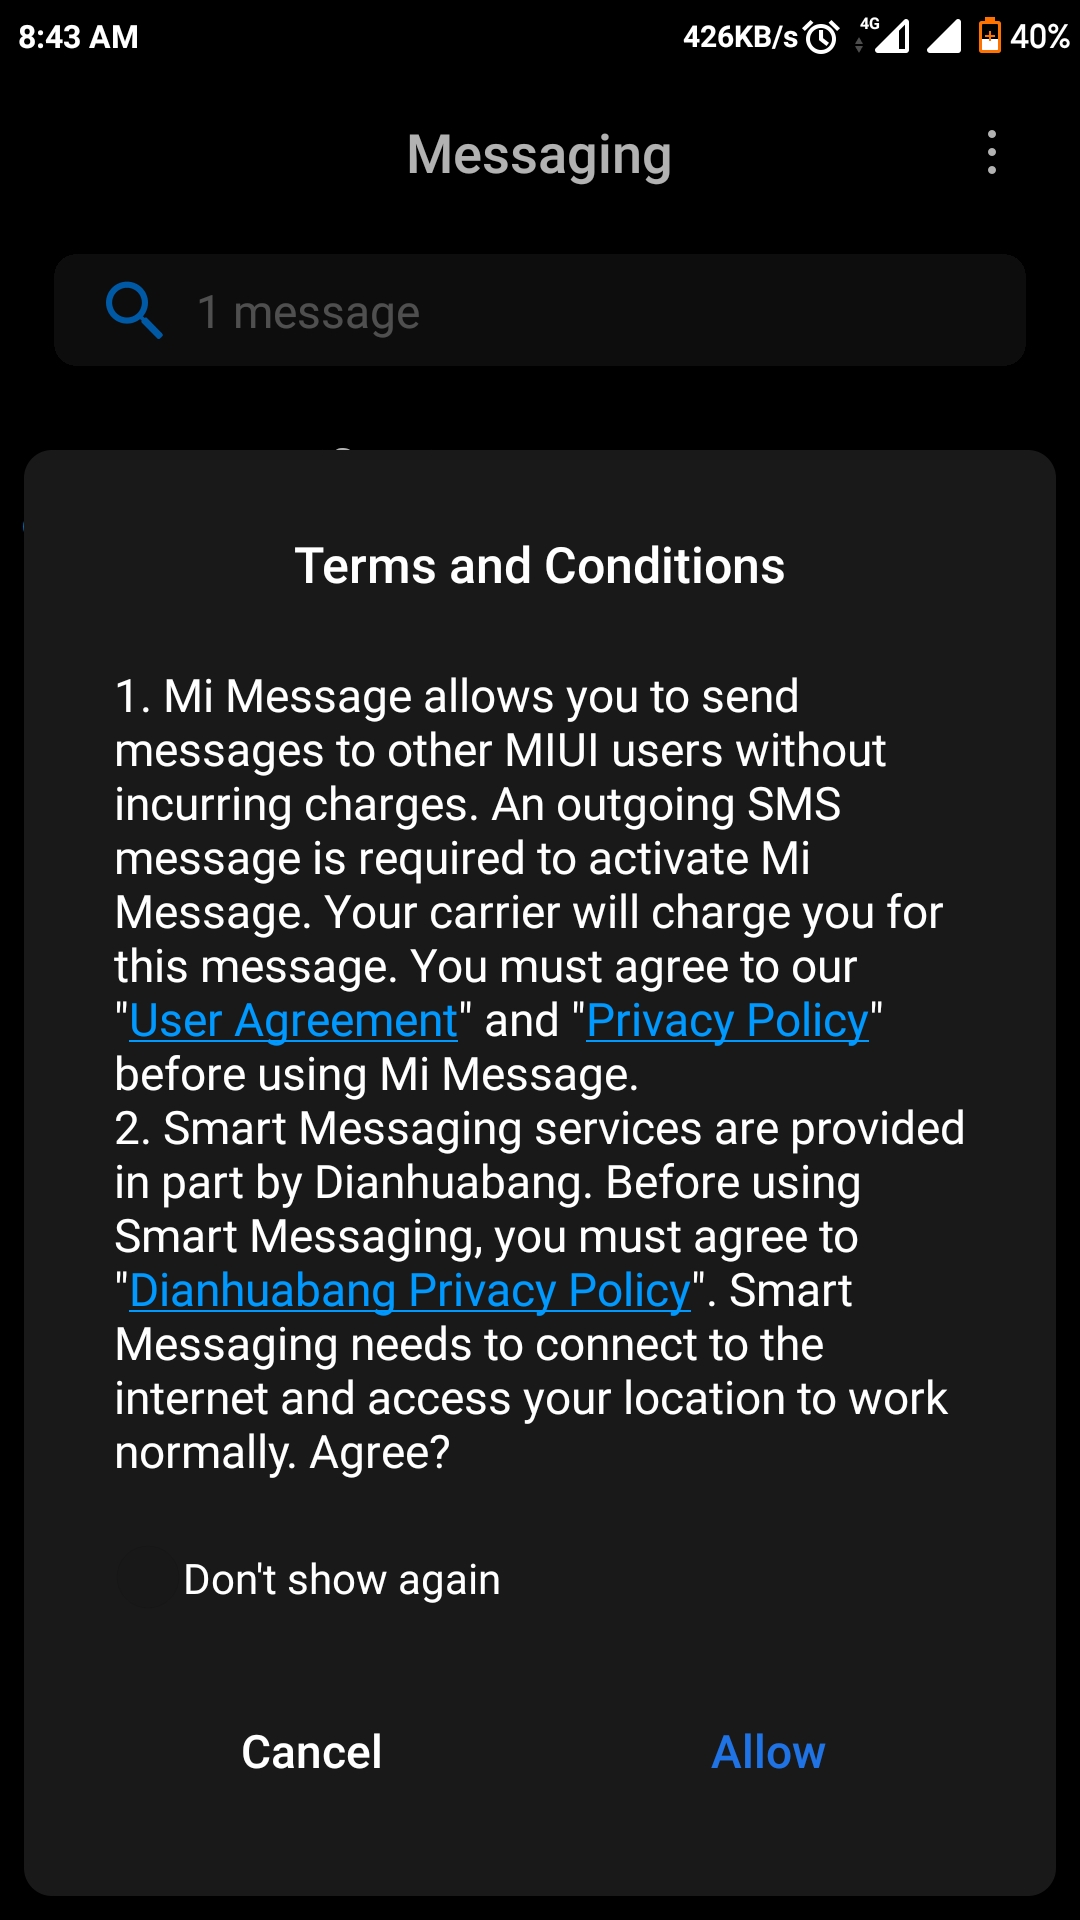 8:43 AM 426KB/s 4G 40%
Messaging
1 message
Terms and Conditions
1. Mi Message allows you to send
messages to other MIUI users without
incurring charges. An outgoing SMS
message is required to activate Mi
Message. Your carrier will charge you for
this message. You must agree to our
"User Agreement" and "Privacy Policy"
before using Mi Message.
2. Smart Messaging services are provided
in part by Dianhuabang. Before using
Smart Messaging, you must agree to
"Dianhuabang Privacy Policy". Smart
Messaging needs to connect to the
internet and access your location to work
normally. Agree?
Don't show again
Cancel Allow